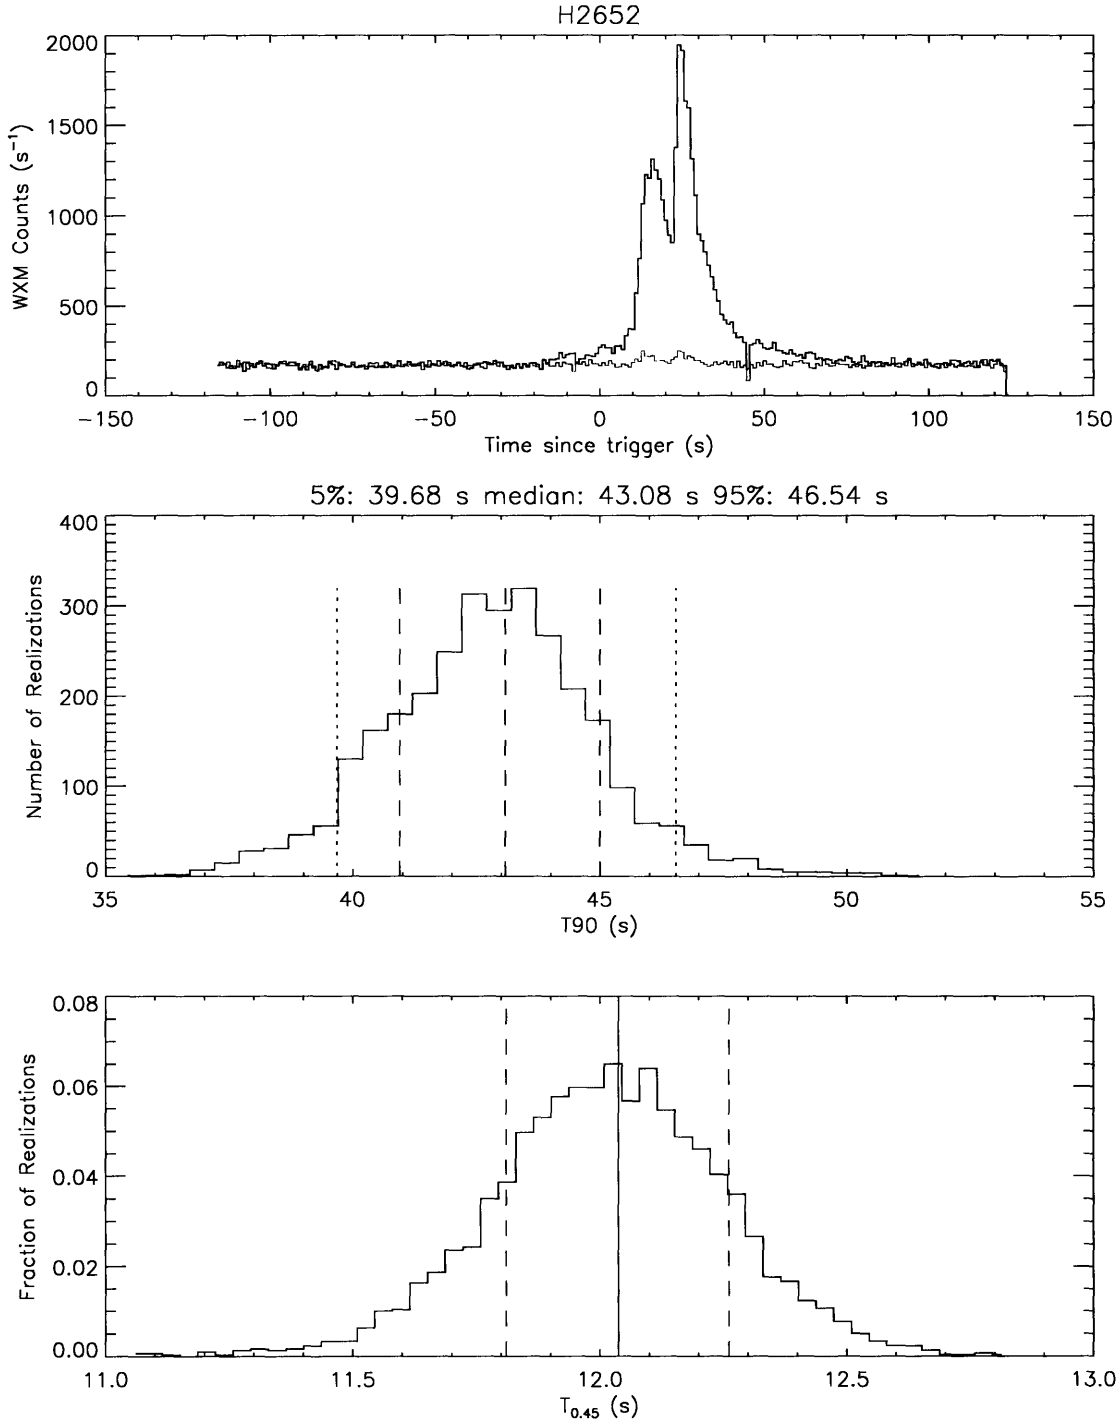 H2652
2000
1500
1000
500
0
WXM Counts (s⁻¹)
−150 −100 −50 0 50 100 150
Time since trigger (s)
5%: 39.68 s median: 43.08 s 95%: 46.54 s
400
300
200
100
0
Number of Realizations
35 40 45 50 55
T90 (s)
0.08
0.06
0.04
0.02
0.00
Fraction of Realizations
11.0 11.5 12.0 12.5 13.0
T₀.₄₅ (s)